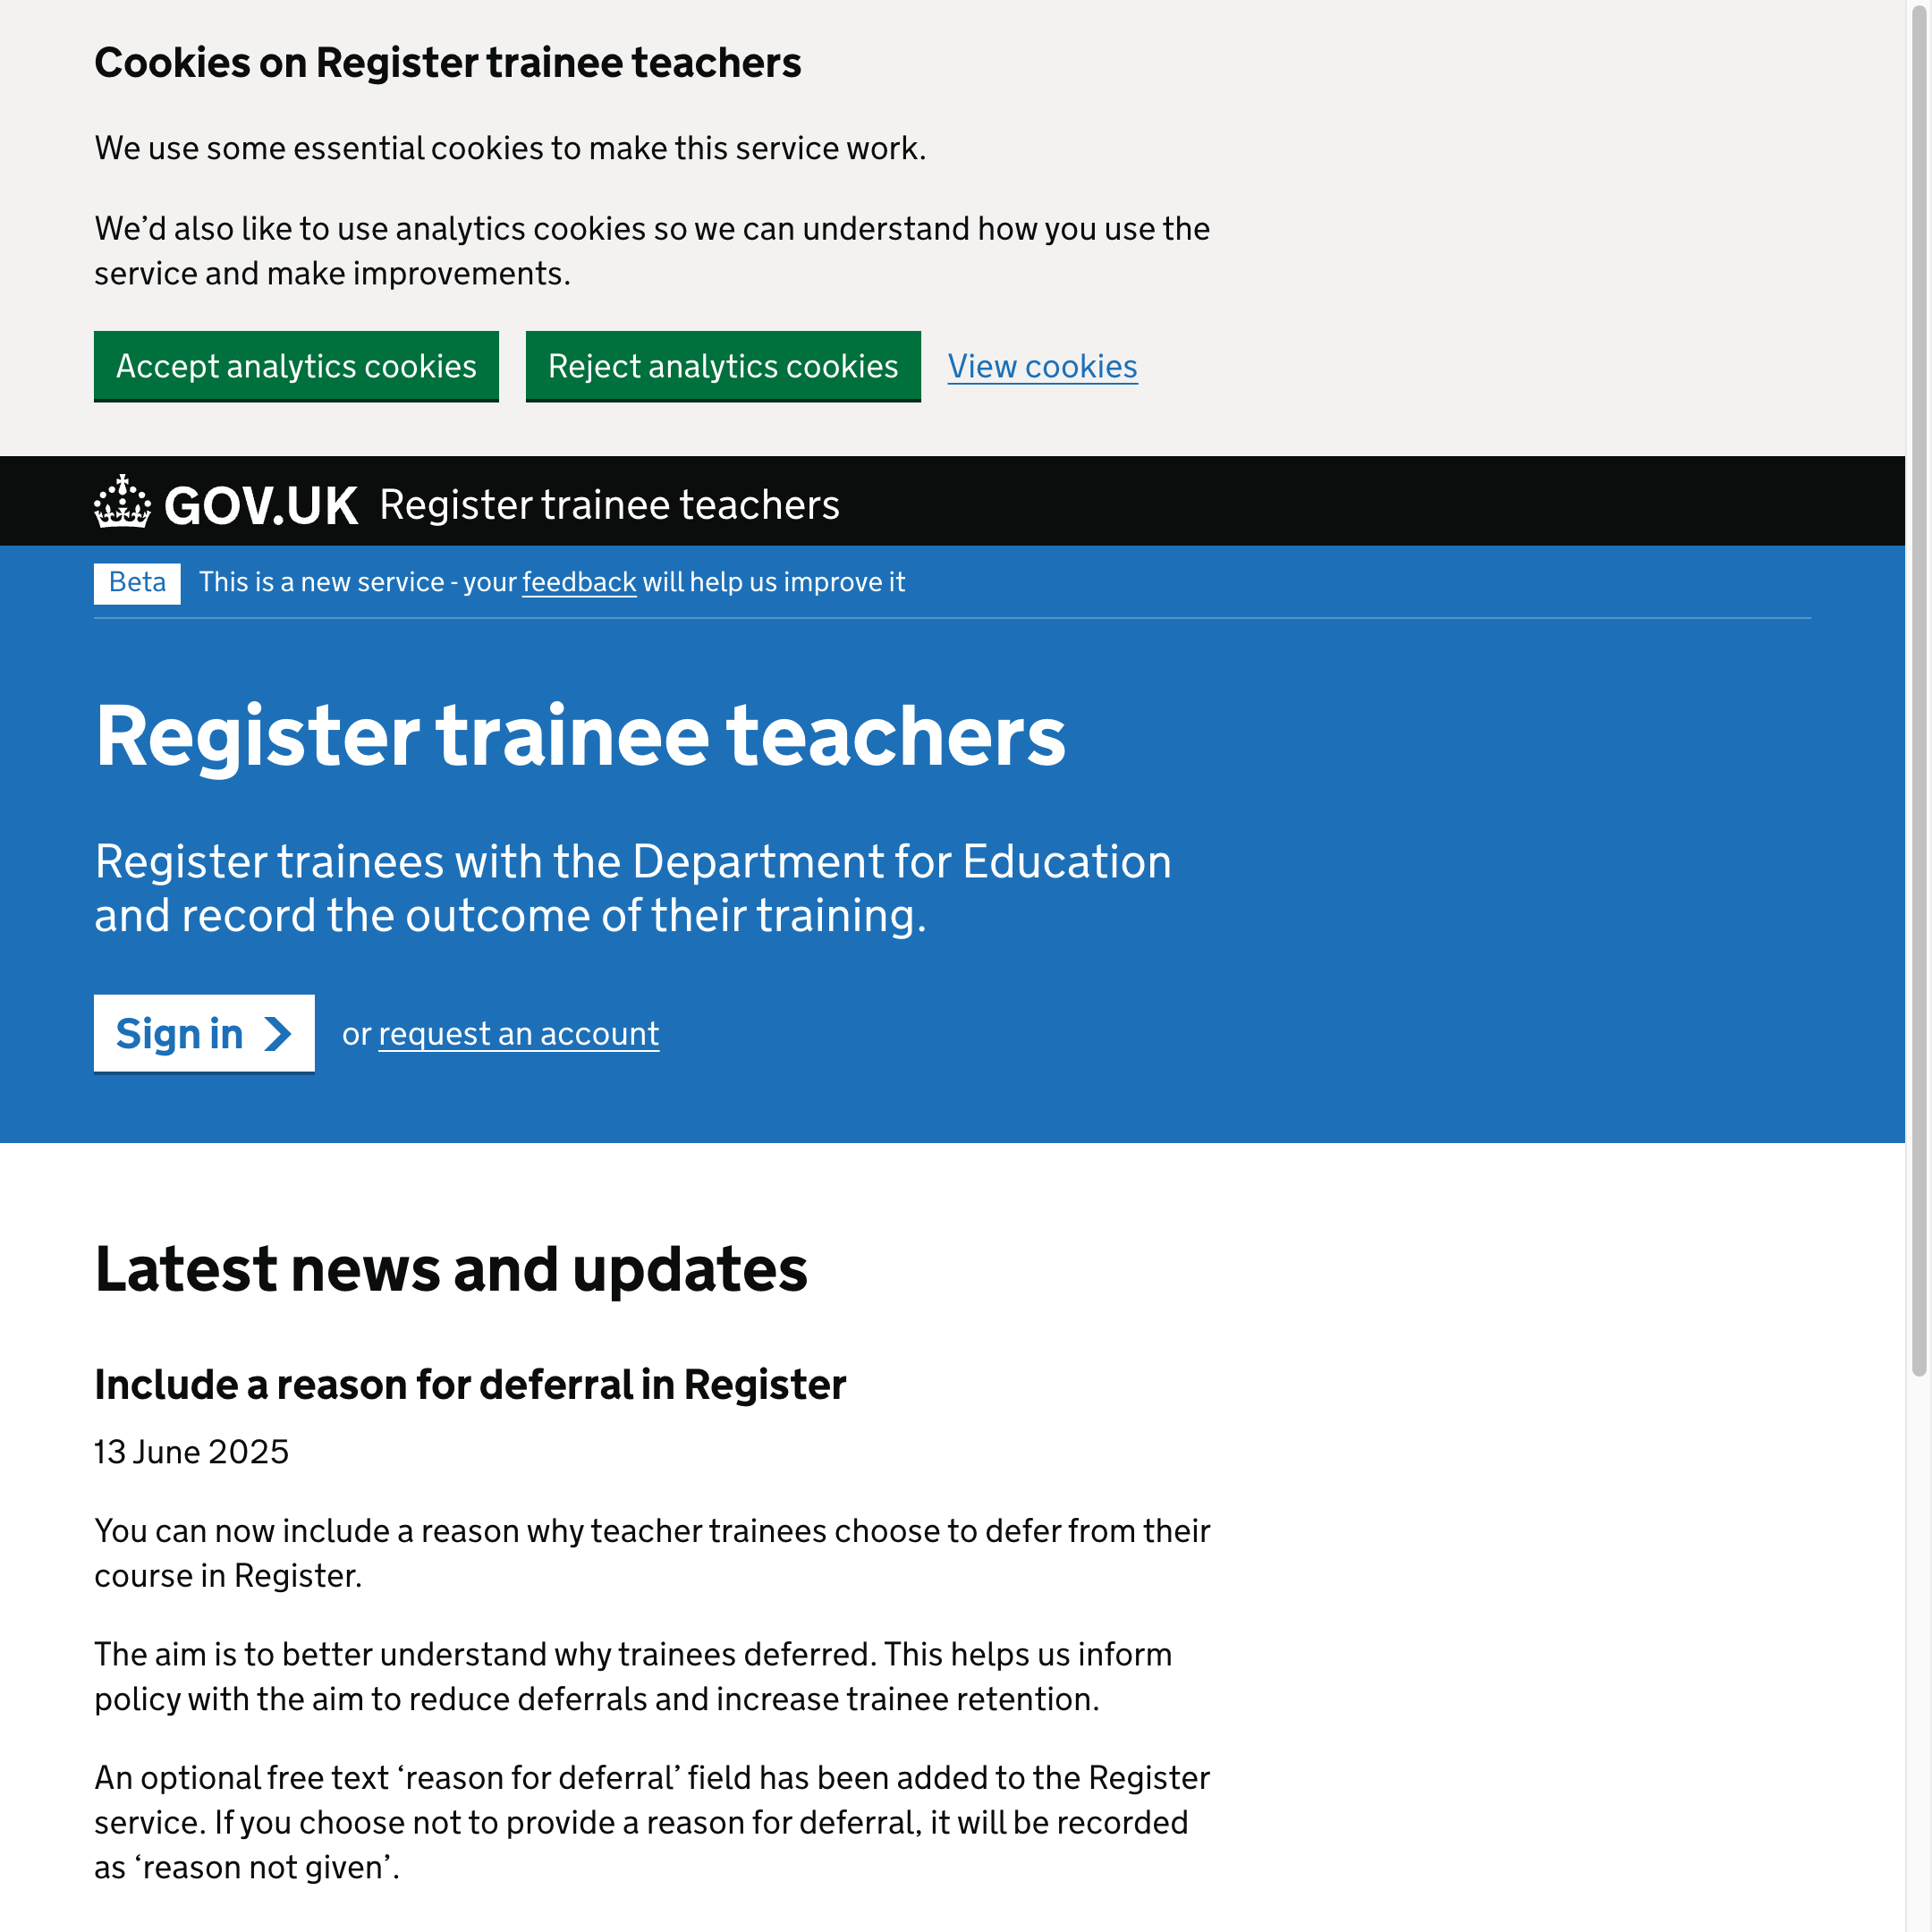 Cookies on Register trainee teachers
We use some essential cookies to make this service work.
We’d also like to use analytics cookies so we can understand how you use the
service and make improvements.
Accept analytics cookies
Reject analytics cookies
View cookies
GOV.UK Register trainee teachers
Beta This is a new service - your feedback will help us improve it
Register trainee teachers
Register trainees with the Department for Education
and record the outcome of their training.
Sign in or request an account
Latest news and updates
Include a reason for deferral in Register
13 June 2025
You can now include a reason why teacher trainees choose to defer from their
course in Register.
The aim is to better understand why trainees deferred. This helps us inform
policy with the aim to reduce deferrals and increase trainee retention.
An optional free text ‘reason for deferral’ field has been added to the Register
service. If you choose not to provide a reason for deferral, it will be recorded
as ‘reason not given’.